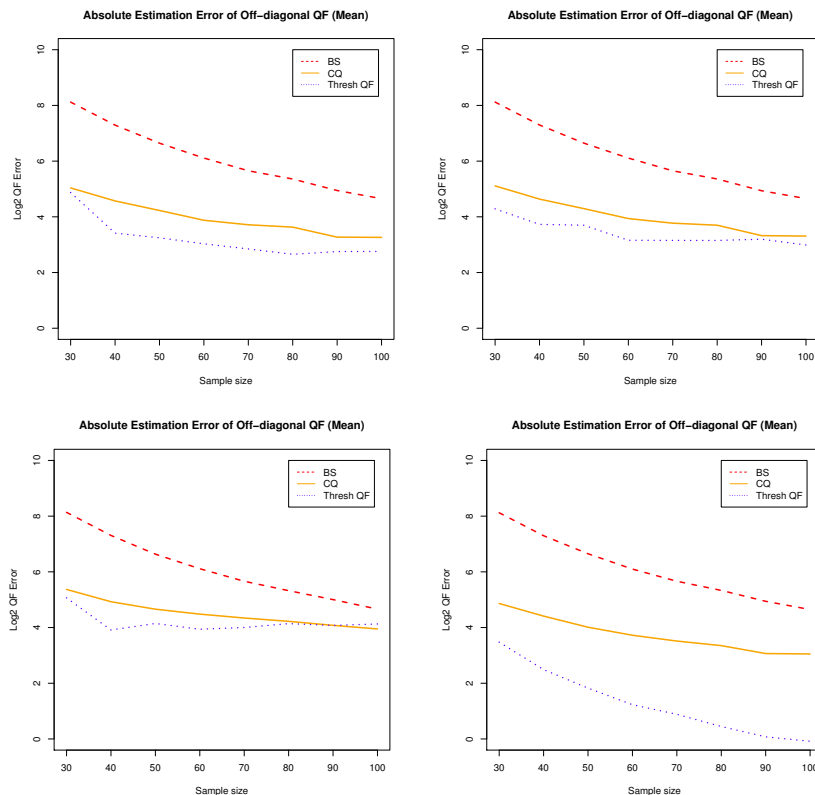 Absolute Estimation Error of Off−diagonal QF (Mean)
10
8
6
4
2
0
Log2 QF Error
BS
CQ
Thresh QF
30 40 50 60 70 80 90 100
Sample size
Absolute Estimation Error of Off−diagonal QF (Mean)
10
8
6
4
2
0
Log2 QF Error
BS
CQ
Thresh QF
30 40 50 60 70 80 90 100
Sample size
Absolute Estimation Error of Off−diagonal QF (Mean)
10
8
6
4
2
0
Log2 QF Error
BS
CQ
Thresh QF
30 40 50 60 70 80 90 100
Sample size
Absolute Estimation Error of Off−diagonal QF (Mean)
10
8
6
4
2
0
Log2 QF Error
BS
CQ
Thresh QF
30 40 50 60 70 80 90 100
Sample size